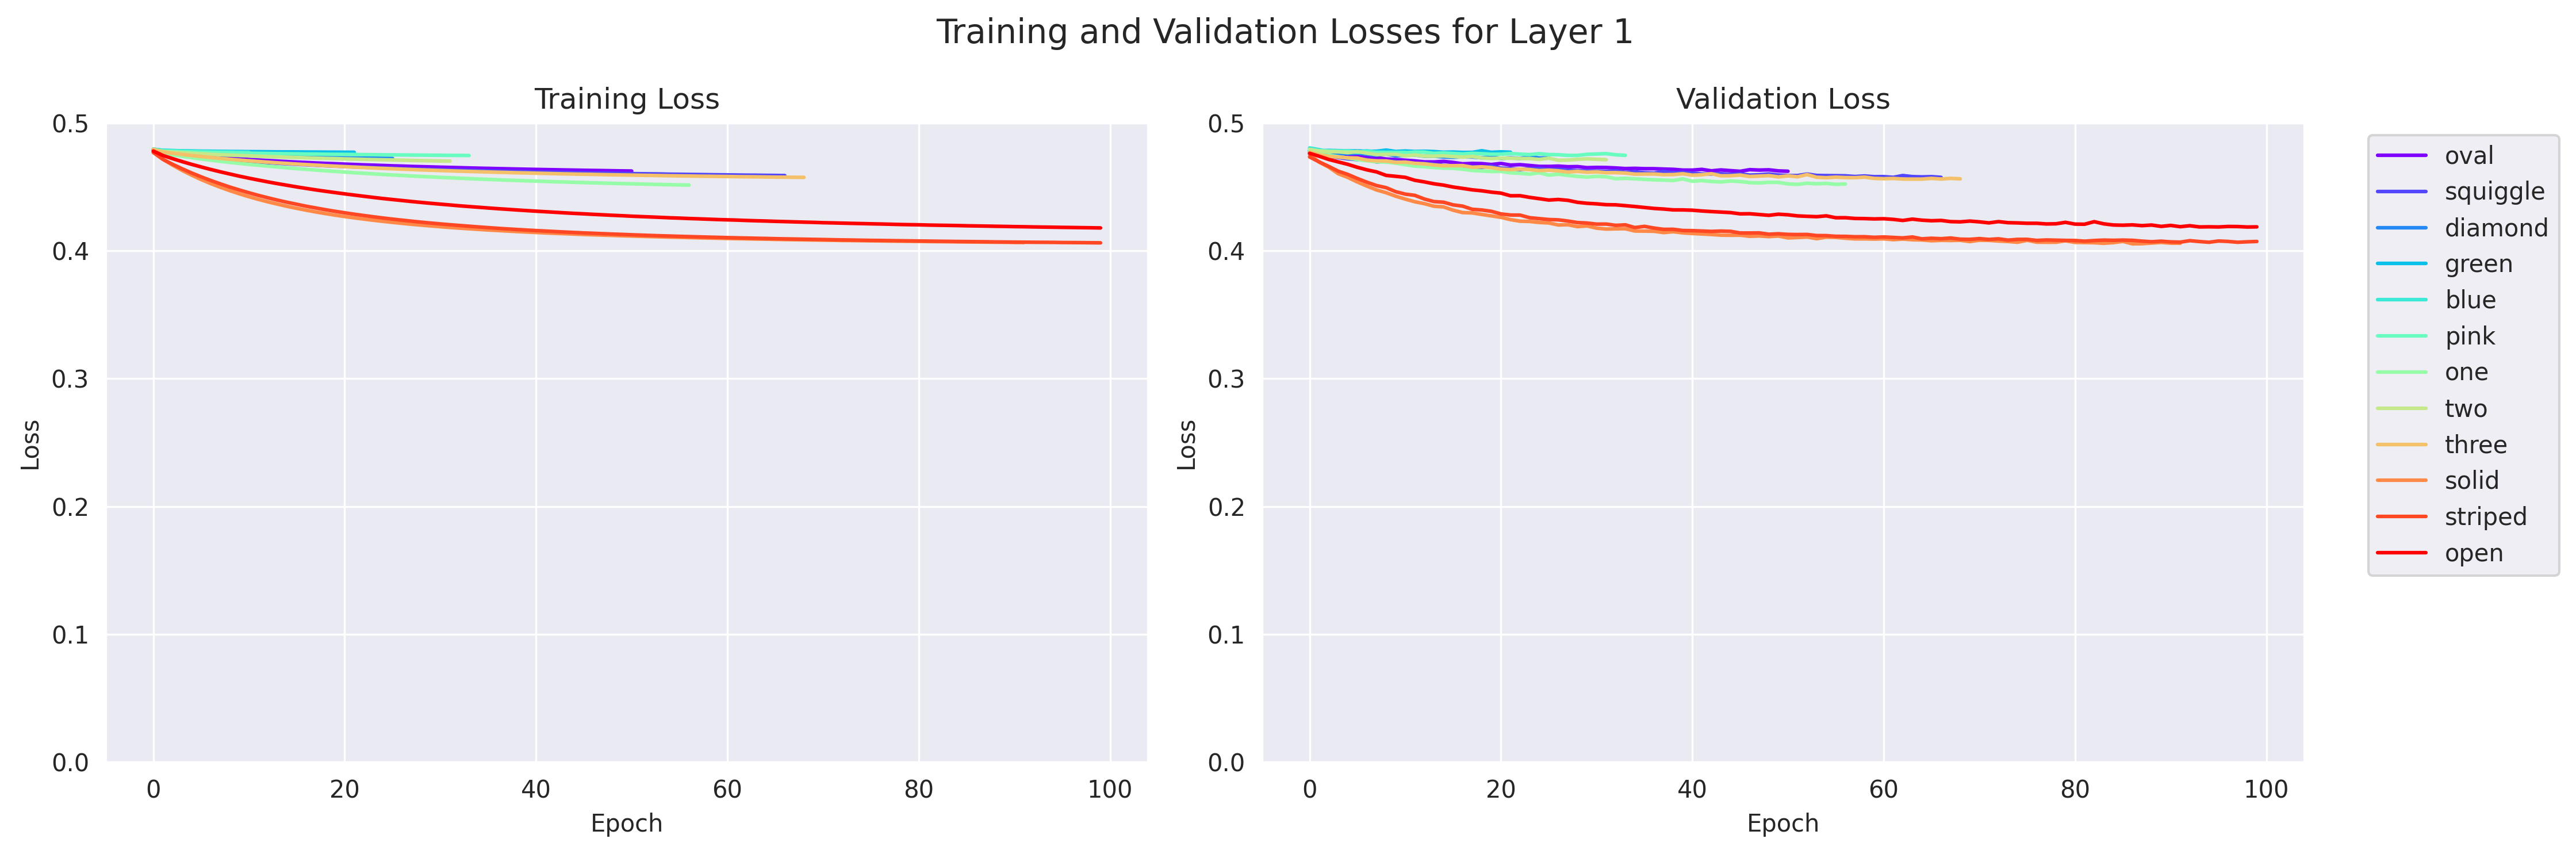 Training and Validation Losses for Layer 1
Training Loss
0.5
0.4
0.3
0.2
0.1
0.0
Loss
0
20
40
60
80
100
Epoch
Validation Loss
0.5
0.4
0.3
0.2
0.1
0.0
Loss
0
20
40
60
80
100
Epoch
oval
squiggle
diamond
green
blue
pink
one
two
three
solid
striped
open